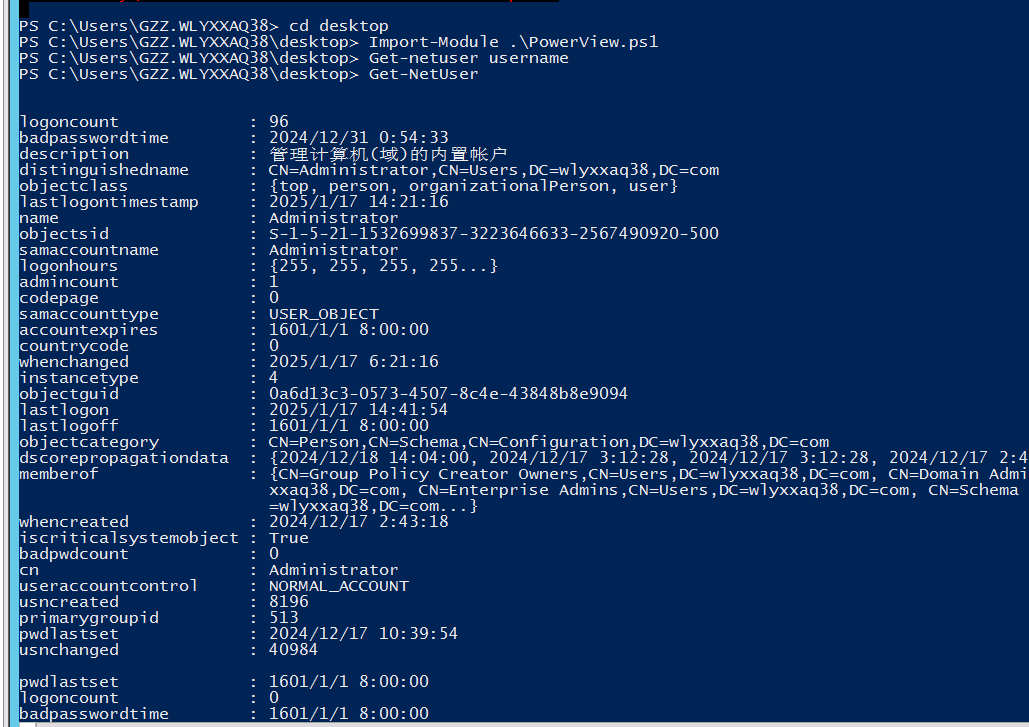 PS C:\Users\GZZ.WLYXXAQ38> cd desktop
PS C:\Users\GZZ.WLYXXAQ38\desktop> Import-Module .\PowerView.ps1
PS C:\Users\GZZ.WLYXXAQ38\desktop> Get-netuser username
PS C:\Users\GZZ.WLYXXAQ38\desktop> Get-NetUser
logoncount : 96
badpasswordtime : 2024/12/31 0:54:33
description : 管理计算机(域)的内置帐户
distinguishedname : CN=Administrator,CN=Users,DC=wlyxxaq38,DC=com
objectclass : {top, person, organizationalPerson, user}
lastlogontimestamp : 2025/1/17 14:21:16
name : Administrator
objectsid : S-1-5-21-1532699837-3223646633-2567490920-500
samaccountname : Administrator
logonhours : {255, 255, 255, 255...}
admincount : 1
codepage : 0
samaccounttype : USER_OBJECT
accountexpires : 1601/1/1 8:00:00
countrycode : 0
whenchanged : 2025/1/17 6:21:16
instancetype : 4
objectguid : 0a6d13c3-0573-4507-8c4e-43848b8e9094
lastlogon : 2025/1/17 14:41:54
lastlogoff : 1601/1/1 8:00:00
objectcategory : CN=Person,CN=Schema,CN=Configuration,DC=wlyxxaq38,DC=com
dscorepropagationdata : {2024/12/18 14:04:00, 2024/12/17 3:12:28, 2024/12/17 3:12:28, 2024/12/17 2:4
memberof : {CN=Group Policy Creator Owners,CN=Users,DC=wlyxxaq38,DC=com, CN=Domain Admi
xxaq38,DC=com, CN=Enterprise Admins,CN=Users,DC=wlyxxaq38,DC=com, CN=Schema
=wlyxxaq38,DC=com...}
whencreated : 2024/12/17 2:43:18
iscriticalsystemobject : True
badpwdcount : 0
cn : Administrator
useraccountcontrol : NORMAL_ACCOUNT
usncreated : 8196
primarygroupid : 513
pwdlastset : 2024/12/17 10:39:54
usnchanged : 40984
pwdlastset : 1601/1/1 8:00:00
logoncount : 0
badpasswordtime : 1601/1/1 8:00:00